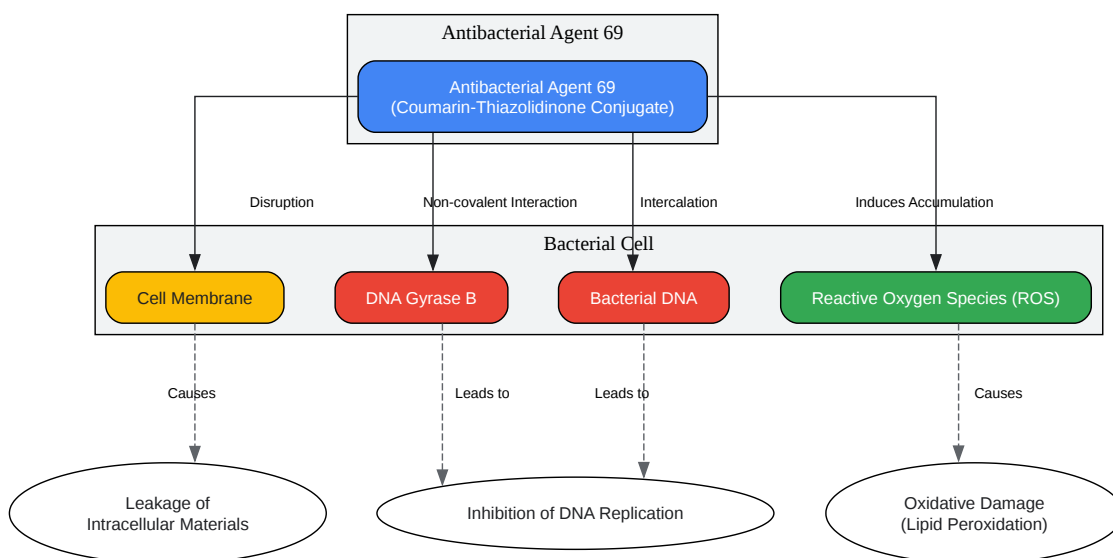 Antibacterial Agent 69
Antibacterial Agent 69
(Coumarin-Thiazolidinone Conjugate)
Disruption
Non-covalent Interaction
Intercalation
Induces Accumulation
Bacterial Cell
Cell Membrane
DNA Gyrase B
Bacterial DNA
Reactive Oxygen Species (ROS)
Causes
Leads to
Leads to
Causes
Leakage of
Intracellular Materials
Inhibition of DNA Replication
Oxidative Damage
(Lipid Peroxidation)